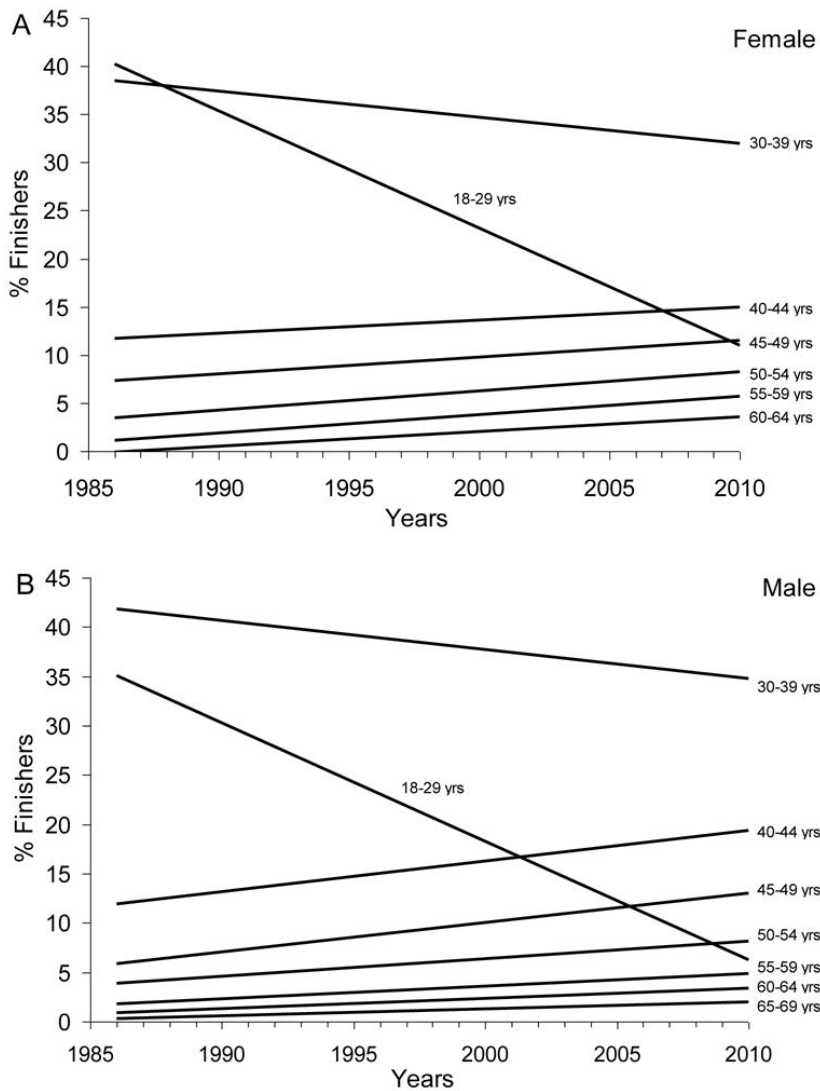 A
Female
45
40
35
30
25
20
15
10
5
0
% Finishers
30-39 yrs
18-29 yrs
40-44 yrs
45-49 yrs
50-54 yrs
55-59 yrs
60-64 yrs
1985 1990 1995 2000 2005 2010
Years
B
Male
45
40
35
30
25
20
15
10
5
0
% Finishers
30-39 yrs
18-29 yrs
40-44 yrs
45-49 yrs
50-54 yrs
55-59 yrs
60-64 yrs
65-69 yrs
1985 1990 1995 2000 2005 2010
Years